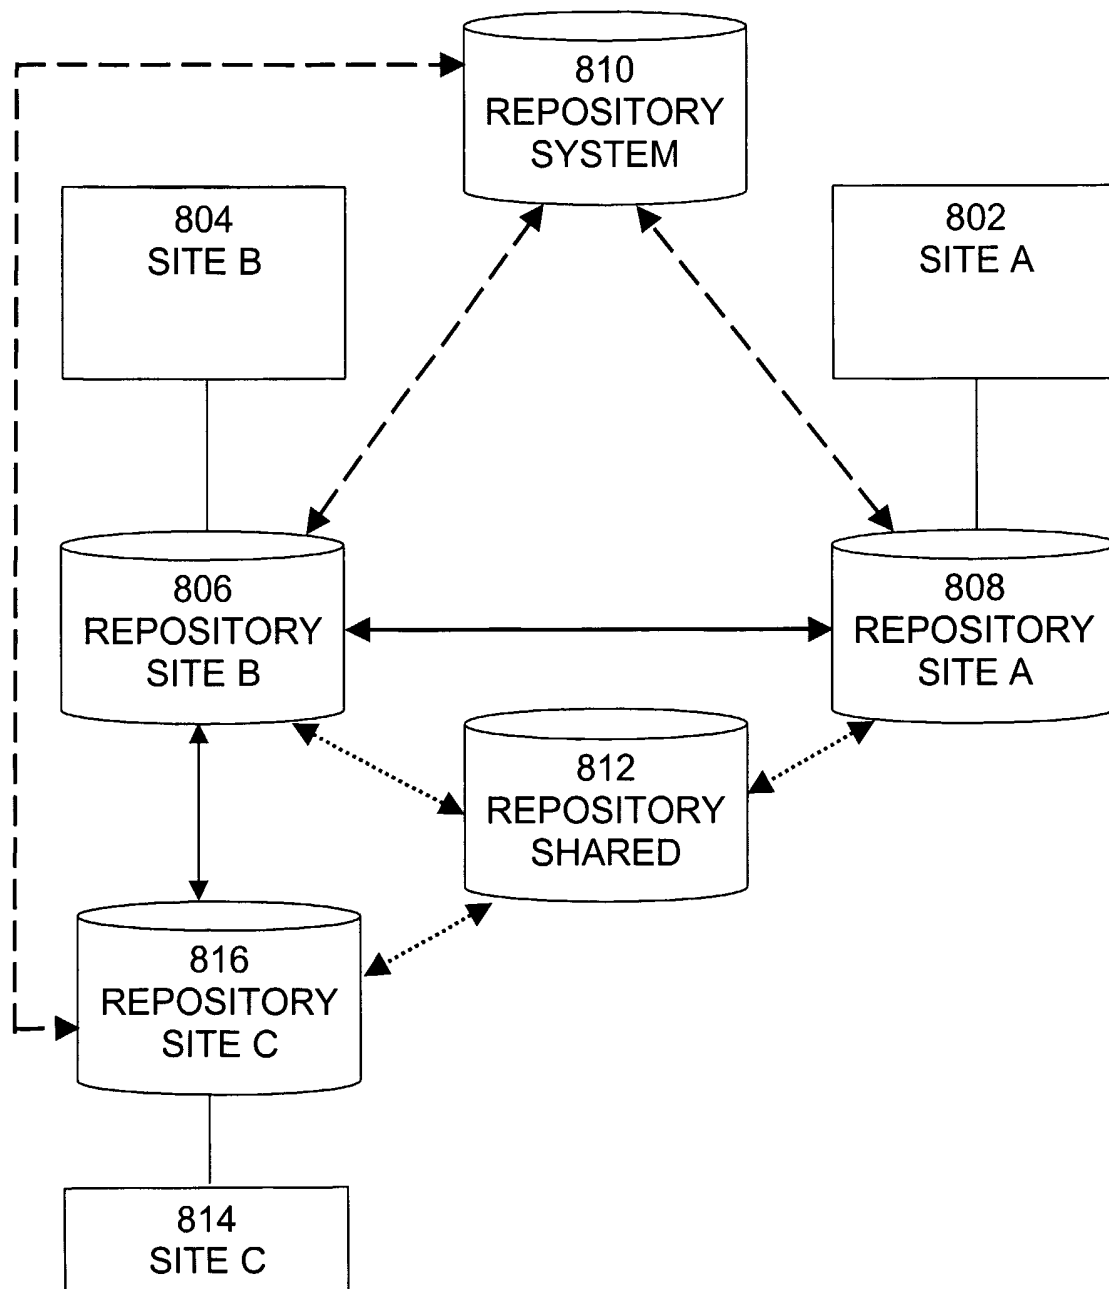 810
REPOSITORY
SYSTEM
804
SITE B
802
SITE A
806
REPOSITORY
SITE B
808
REPOSITORY
SITE A
812
REPOSITORY
SHARED
816
REPOSITORY
SITE C
814
SITE C